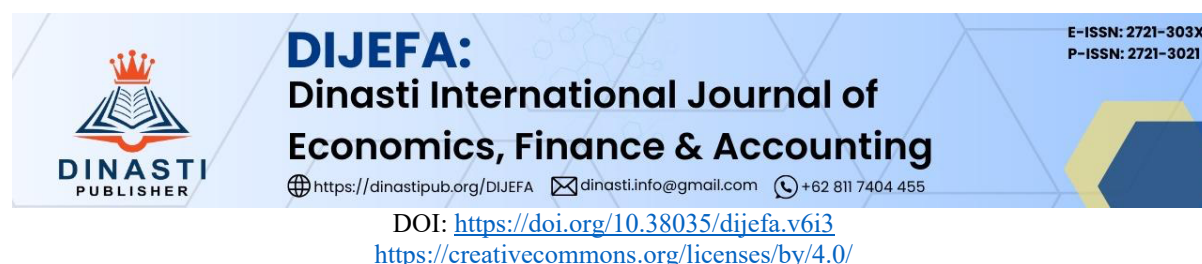 E-ISSN: 2721-303X
P-ISSN: 2721-3021
DIJEFA:
Dinasti International Journal of
Economics, Finance & Accounting
DINASTI
PUBLISHER
https://dinastipub.org/DIJEFA dinasti.info@gmail.com +62 811 7404 455
DOI: https://doi.org/10.38035/dijefa.v6i3
https://creativecommons.org/licenses/by/4.0/